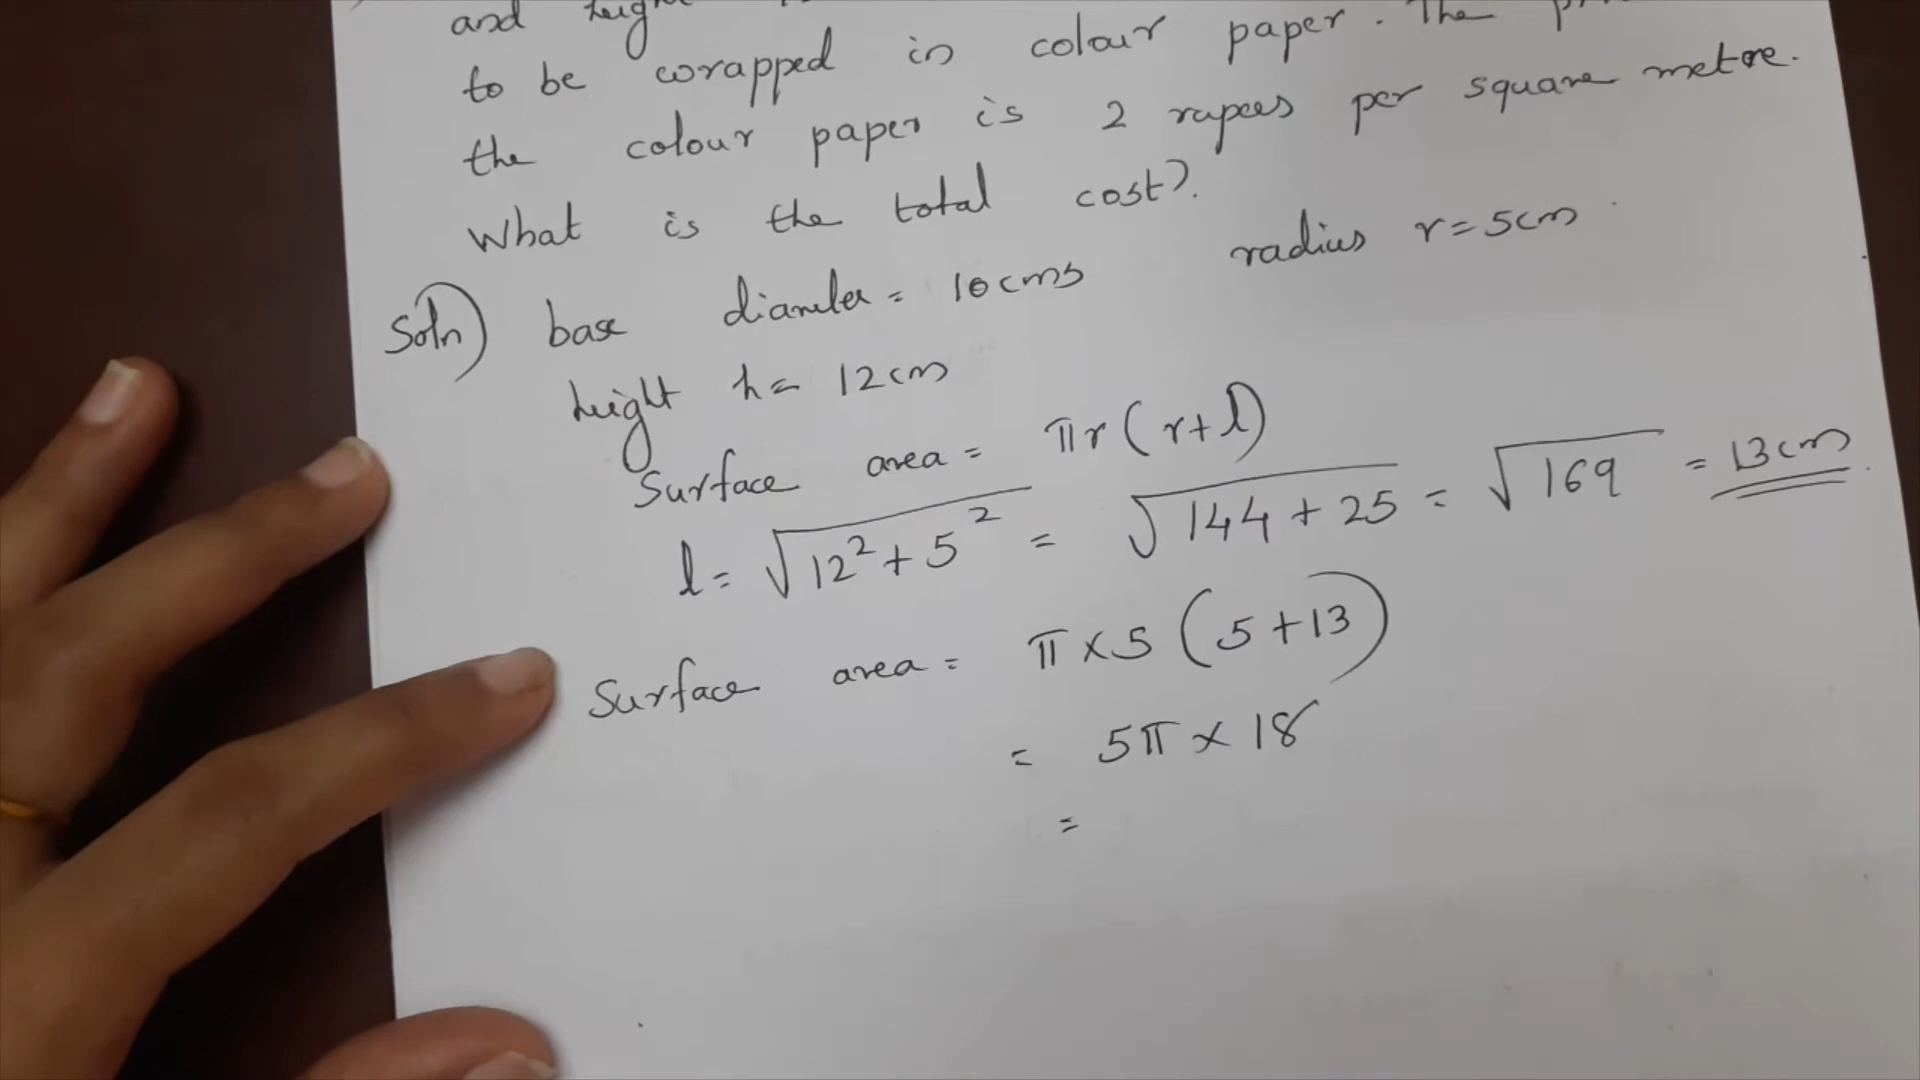 and
to be wrapped in colour paper. The
the colour paper is 2 rupees per square metre.
What is the total cost?
Soln) base diameter = 10cms radius r = 5cm
height h = 12cm
Surface area = πr(r+l)
l = √12²+5² = √144+25 = √169 = 13cm
Surface area = π×5(5+13)
= 5π×18
=